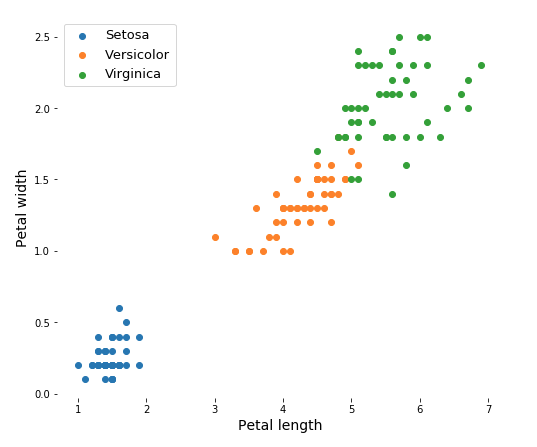 Setosa
Versicolor
Virginica
2.5
2.0
1.5
1.0
0.5
0.0
Petal width
1 2 3 4 5 6 7
Petal length